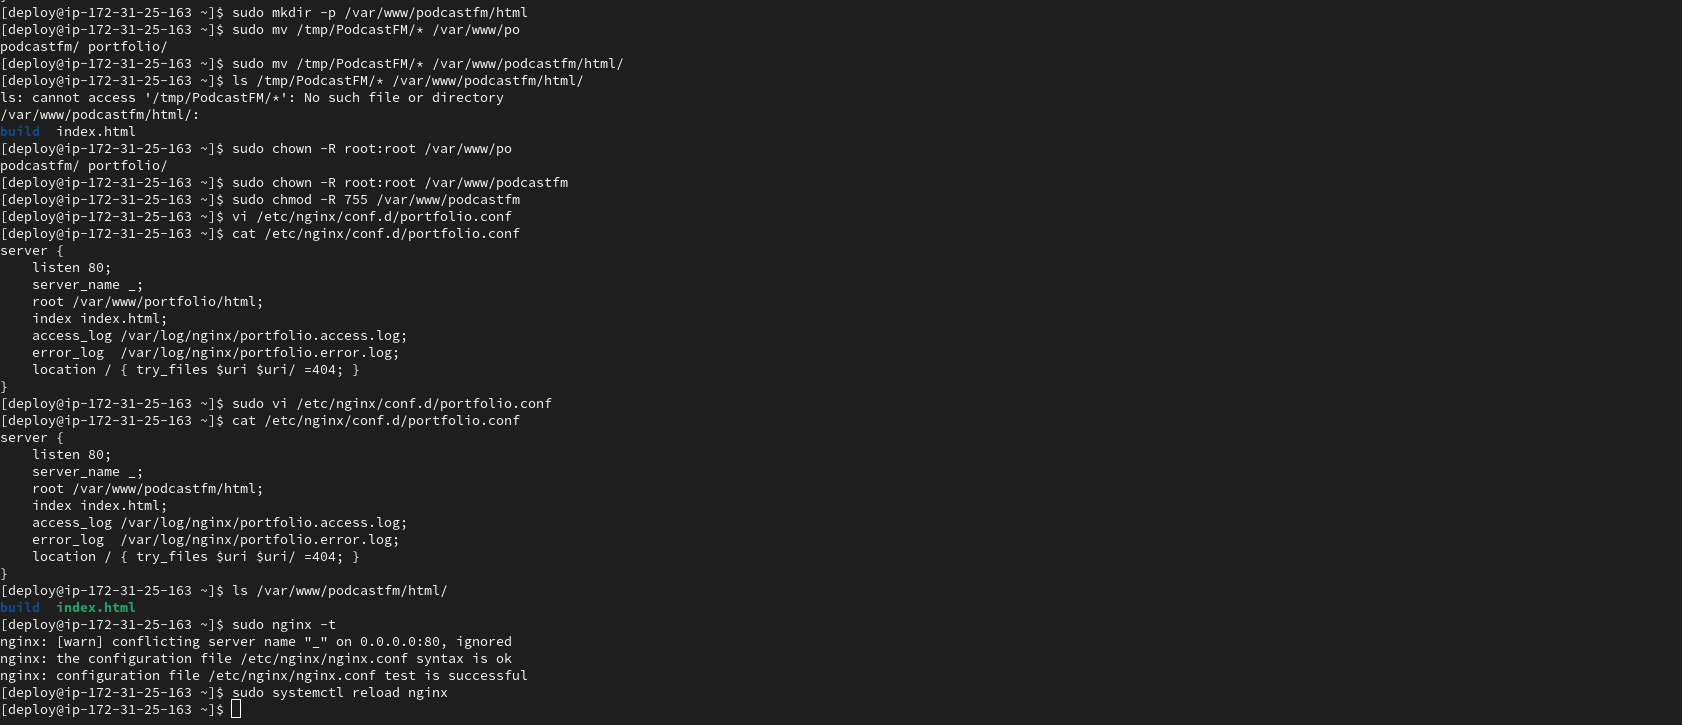 [deploy@ip-172-31-25-163 ~]$ sudo mkdir -p /var/www/podcastfm/html
[deploy@ip-172-31-25-163 ~]$ sudo mv /tmp/PodcastFM/* /var/www/po
podcastfm/ portfolio/
[deploy@ip-172-31-25-163 ~]$ sudo mv /tmp/PodcastFM/* /var/www/podcastfm/html/
[deploy@ip-172-31-25-163 ~]$ ls /tmp/PodcastFM/* /var/www/podcastfm/html/
ls: cannot access '/tmp/PodcastFM/*': No such file or directory
/var/www/podcastfm/html/:
build  index.html
[deploy@ip-172-31-25-163 ~]$ sudo chown -R root:root /var/www/po
podcastfm/ portfolio/
[deploy@ip-172-31-25-163 ~]$ sudo chown -R root:root /var/www/podcastfm
[deploy@ip-172-31-25-163 ~]$ sudo chmod -R 755 /var/www/podcastfm
[deploy@ip-172-31-25-163 ~]$ vi /etc/nginx/conf.d/portfolio.conf
[deploy@ip-172-31-25-163 ~]$ cat /etc/nginx/conf.d/portfolio.conf
server {
    listen 80;
    server_name _;
    root /var/www/portfolio/html;
    index index.html;
    access_log /var/log/nginx/portfolio.access.log;
    error_log  /var/log/nginx/portfolio.error.log;
    location / { try_files $uri $uri/ =404; }
}
[deploy@ip-172-31-25-163 ~]$ sudo vi /etc/nginx/conf.d/portfolio.conf
[deploy@ip-172-31-25-163 ~]$ cat /etc/nginx/conf.d/portfolio.conf
server {
    listen 80;
    server_name _;
    root /var/www/podcastfm/html;
    index index.html;
    access_log /var/log/nginx/portfolio.access.log;
    error_log  /var/log/nginx/portfolio.error.log;
    location / { try_files $uri $uri/ =404; }
}
[deploy@ip-172-31-25-163 ~]$ ls /var/www/podcastfm/html/
build  index.html
[deploy@ip-172-31-25-163 ~]$ sudo nginx -t
nginx: [warn] conflicting server name "_" on 0.0.0.0:80, ignored
nginx: the configuration file /etc/nginx/nginx.conf syntax is ok
nginx: configuration file /etc/nginx/nginx.conf test is successful
[deploy@ip-172-31-25-163 ~]$ sudo systemctl reload nginx
[deploy@ip-172-31-25-163 ~]$